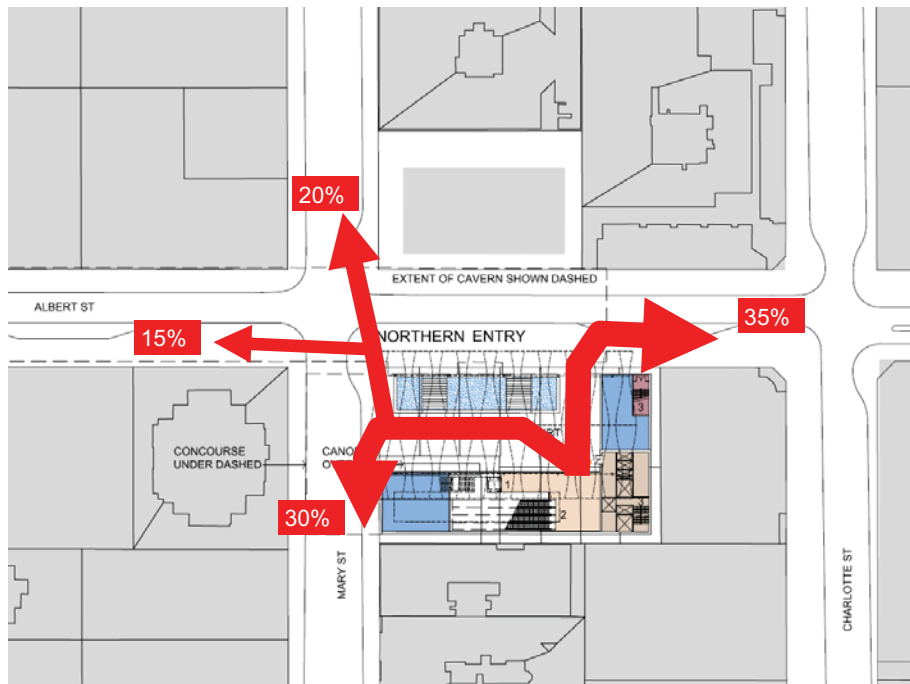 20%
EXTENT OF CAVERN SHOWN DASHED
ALBERT ST
35%
15%
NORTHERN ENTRY
3
CONCOURSE
UNDER DASHED
1
2
3
30%
MARY ST
CHARLOTTE ST